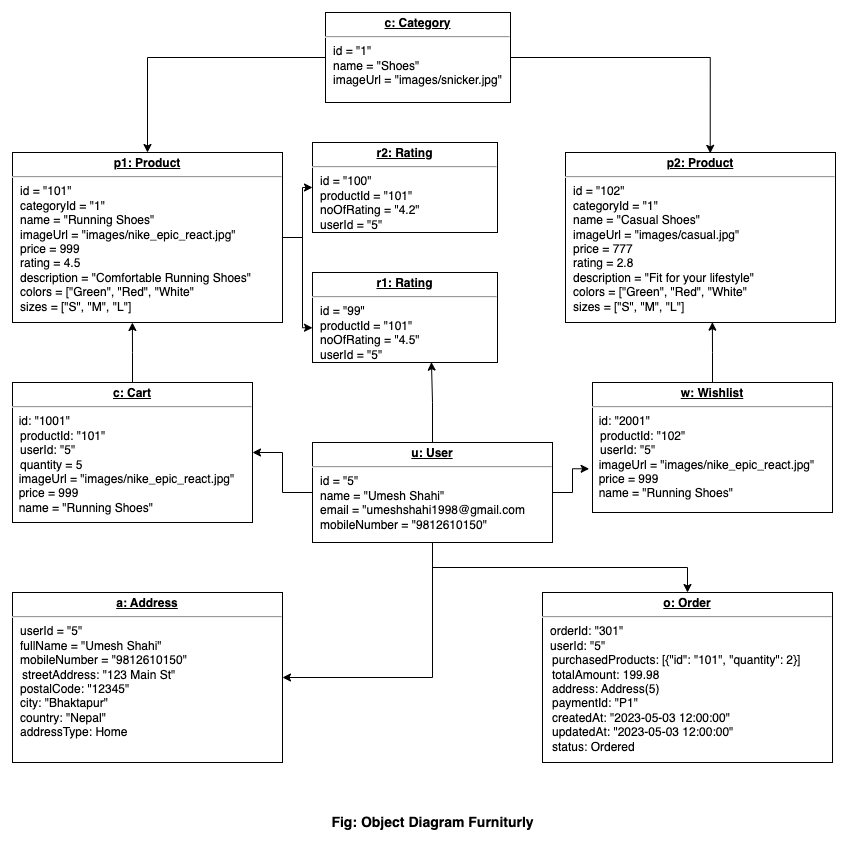 c: Category
id = "1"
name = "Shoes"
imageUrl = "images/snicker.jpg"
p1: Product
id = "101"
categoryId = "1"
name = "Running Shoes"
imageUrl = "images/nike_epic_react.jpg"
price = 999
rating = 4.5
description = "Comfortable Running Shoes"
colors = ["Green", "Red", "White"
sizes = ["S", "M", "L"]
r2: Rating
id = "100"
productId = "101"
noOfRating = "4.2"
userId = "5"
r1: Rating
id = "99"
productId = "101"
noOfRating = "4.5"
userId = "5"
p2: Product
id = "102"
categoryId = "1"
name = "Casual Shoes"
imageUrl = "images/casual.jpg"
price = 777
rating = 2.8
description = "Fit for your lifestyle"
colors = ["Green", "Red", "White"
sizes = ["S", "M", "L"]
c: Cart
id: "1001"
productId: "101"
userId: "5"
quantity = 5
imageUrl = "images/nike_epic_react.jpg"
price = 999
name = "Running Shoes"
u: User
id = "5"
name = "Umesh Shahi"
email = "umeshshahi1998@gmail.com
mobileNumber = "9812610150"
w: Wishlist
id: "2001"
productId: "102"
userId: "5"
imageUrl = "images/nike_epic_react.jpg"
price = 999
name = "Running Shoes"
a: Address
userId = "5"
fullName = "Umesh Shahi"
mobileNumber = "9812610150"
streetAddress: "123 Main St"
postalCode: "12345"
city: "Bhaktapur"
country: "Nepal"
addressType: Home
o: Order
orderId: "301"
userId: "5"
purchasedProducts: [{"id": "101", "quantity": 2}]
totalAmount: 199.98
address: Address(5)
paymentId: "P1"
createdAt: "2023-05-03 12:00:00"
updatedAt: "2023-05-03 12:00:00"
status: Ordered
Fig: Object Diagram Furniturly